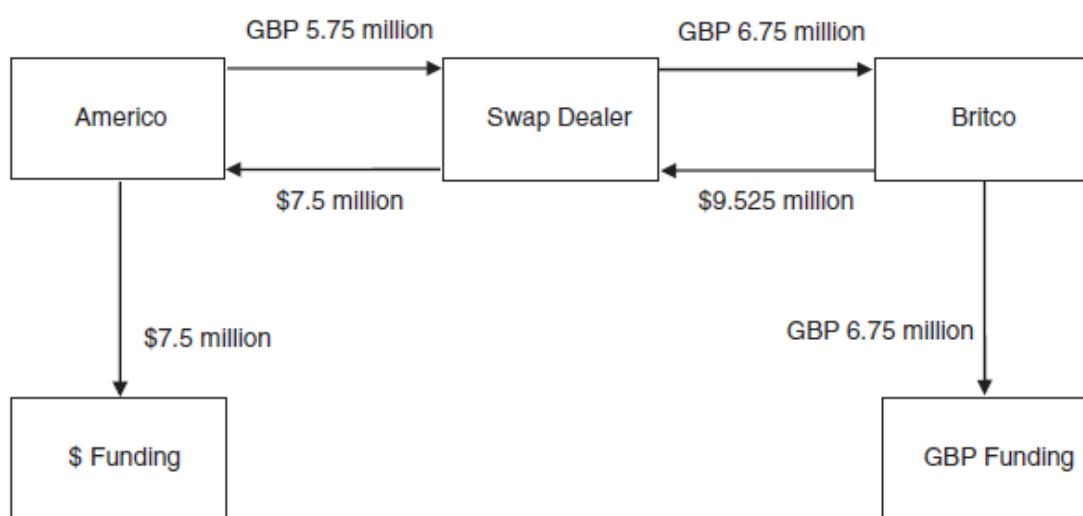 GBP 5.75 million
GBP 6.75 million
Americo
Swap Dealer
Britco
$7.5 million
$9.525 million
$7.5 million
GBP 6.75 million
$ Funding
GBP Funding